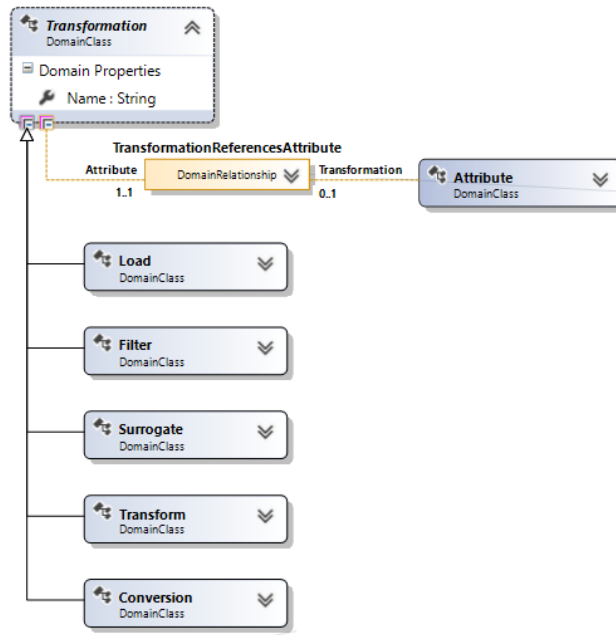 Transformation
DomainClass
Domain Properties
Name : String
TransformationReferencesAttribute
Attribute
DomainRelationship
Transformation
1..1
0..1
Attribute
DomainClass
Load
DomainClass
Filter
DomainClass
Surrogate
DomainClass
Transform
DomainClass
Conversion
DomainClass